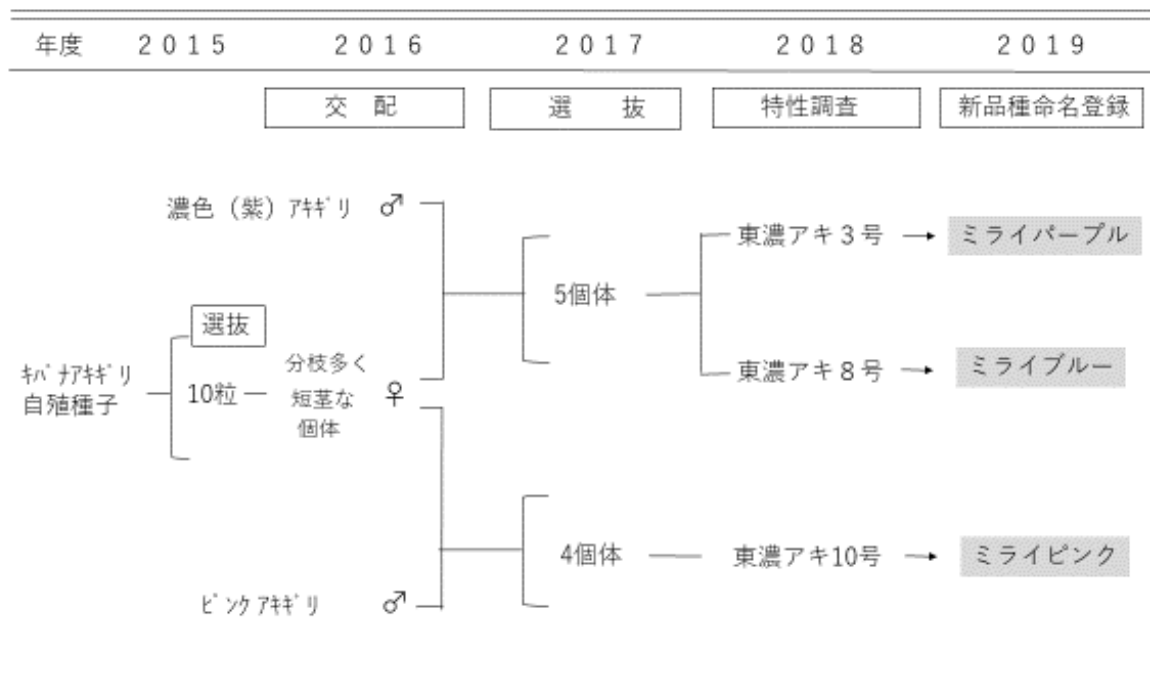 年度 2015 2016 2017 2018 2019
交 配 選 抜 特性調査 新品種命名登録
濃色(紫)ｱｷｷﾞﾘ ♂
東濃アキ3号 ミライパープル
5個体
選抜
分枝多く
東濃アキ8号 ミライブルー
ｷﾊﾞﾅｱｷｷﾞﾘ
自殖種子
10粒
短茎な
個体
♀
4個体 東濃アキ10号 ミライピンク
ﾋﾟﾝｸｱｷｷﾞﾘ ♂